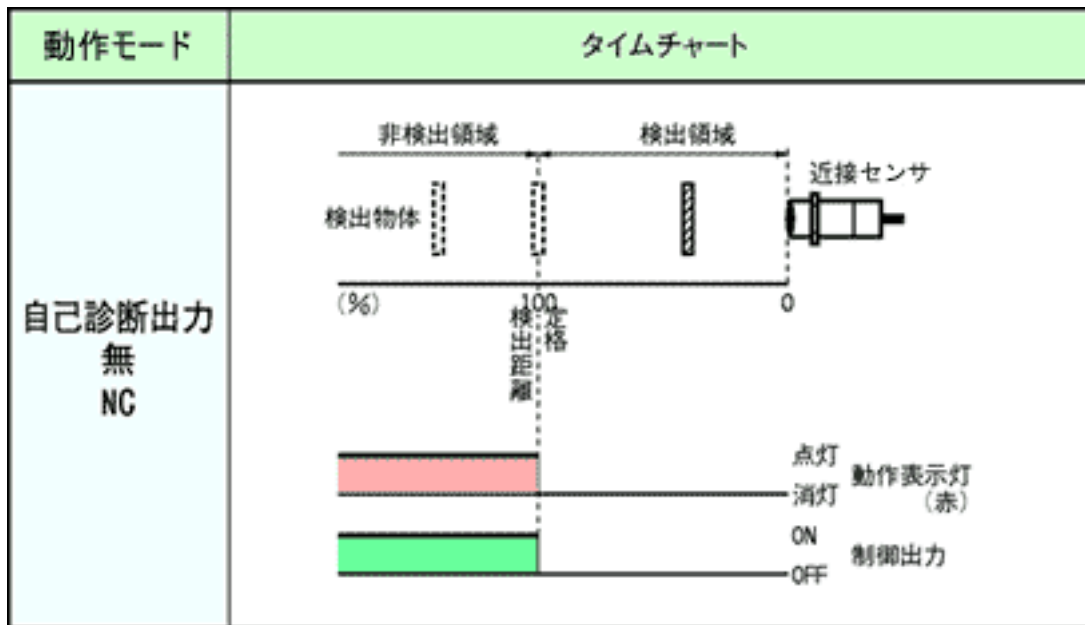 動作モード
タイムチャート
自己診断出力
無
NC
非検出領域
検出領域
近接センサ
検出物体
(%)
100
0
定格
検出距離
点灯
消灯
動作表示灯
(赤)
ON
OFF
制御出力